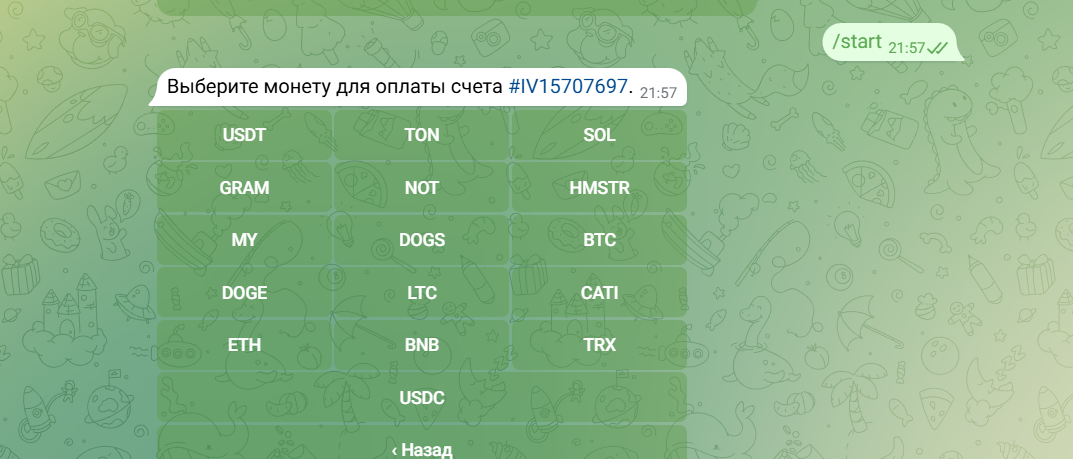 /start 21:57
Выберите монету для оплаты счета #IV15707697. 21:57
USDT TON SOL
GRAM NOT HMSTR
MY DOGS BTC
DOGE LTC CATI
ETH BNB TRX
USDC
‹ Назад